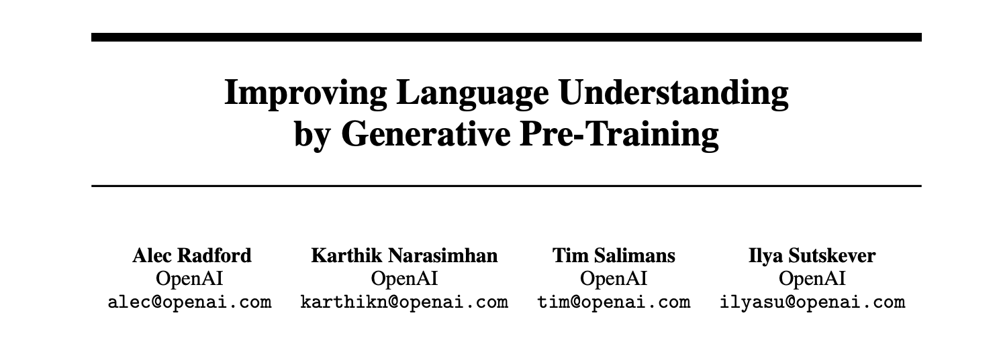 Improving Language Understanding
by Generative Pre-Training
Alec Radford
OpenAI
alec@openai.com
Karthik Narasimhan
OpenAI
karthikn@openai.com
Tim Salimans
OpenAI
tim@openai.com
Ilya Sutskever
OpenAI
ilyasu@openai.com